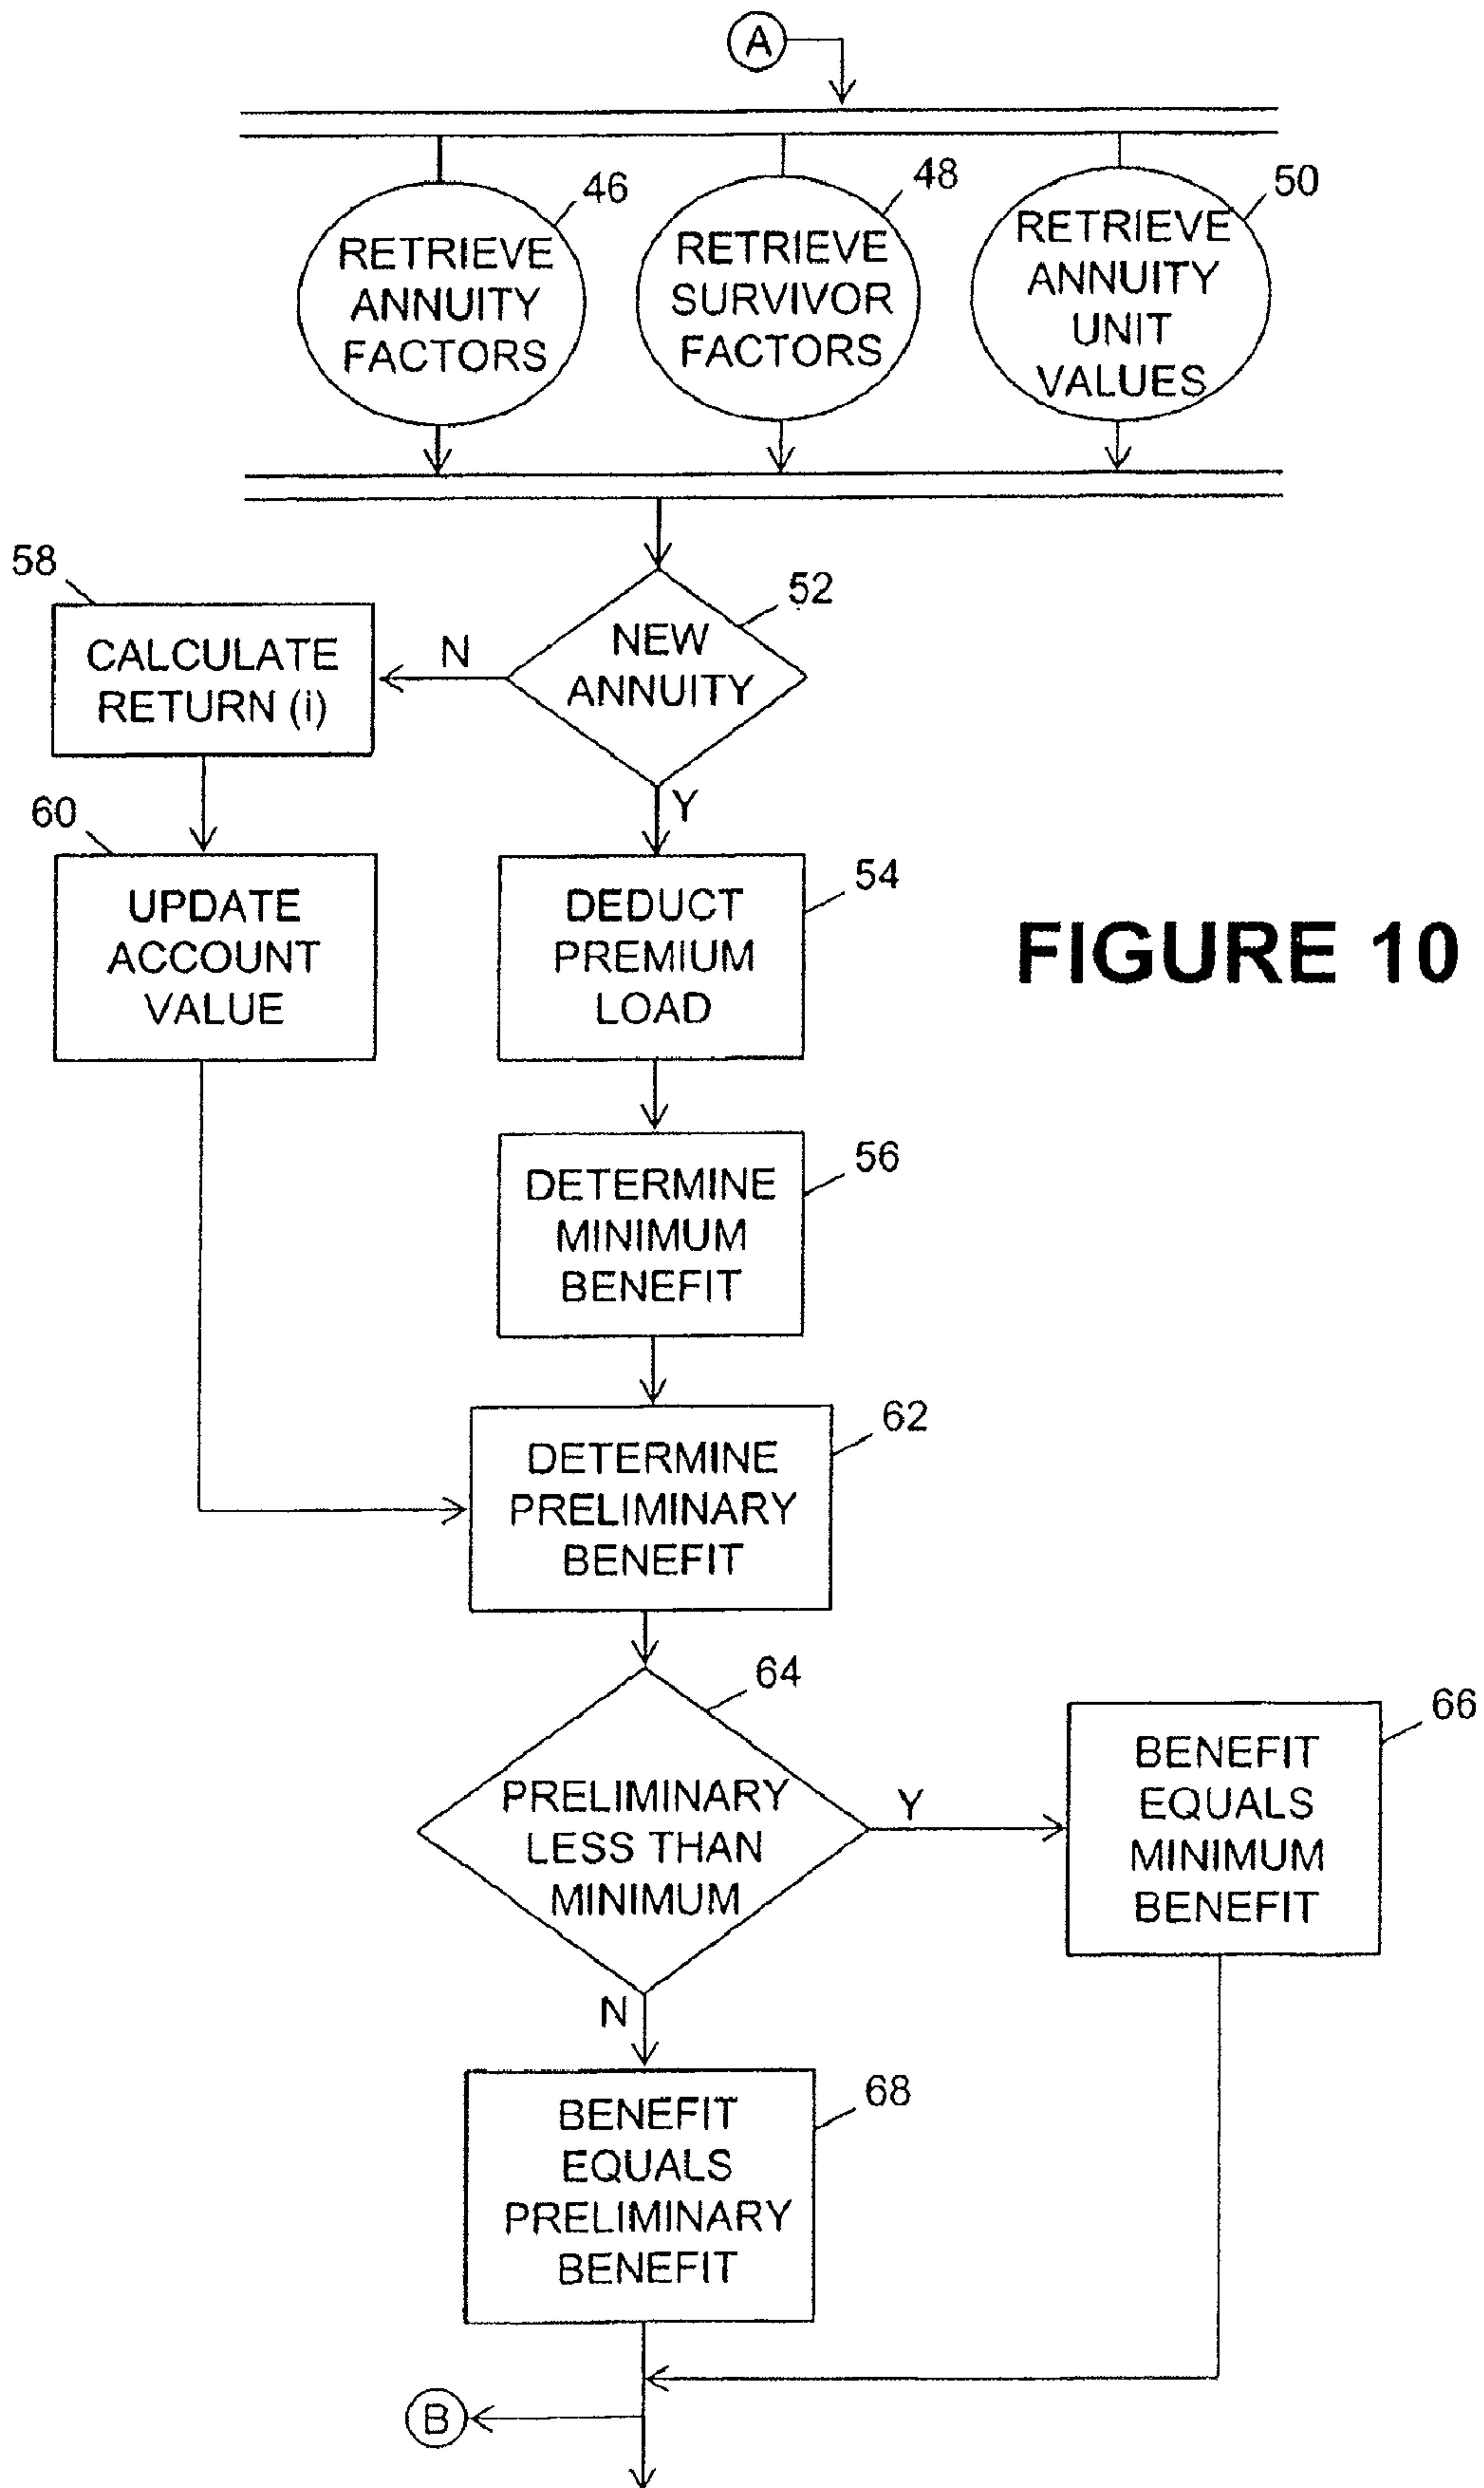 A
46
RETRIEVE
ANNUITY
FACTORS
48
RETRIEVE
SURVIVOR
FACTORS
50
RETRIEVE
ANNUITY
UNIT
VALUES
52
NEW
ANNUITY
N
Y
58
CALCULATE
RETURN (i)
60
UPDATE
ACCOUNT
VALUE
54
DEDUCT
PREMIUM
LOAD
FIGURE 10
56
DETERMINE
MINIMUM
BENEFIT
62
DETERMINE
PRELIMINARY
BENEFIT
64
PRELIMINARY
LESS THAN
MINIMUM
Y
66
BENEFIT
EQUALS
MINIMUM
BENEFIT
N
68
BENEFIT
EQUALS
PRELIMINARY
BENEFIT
B